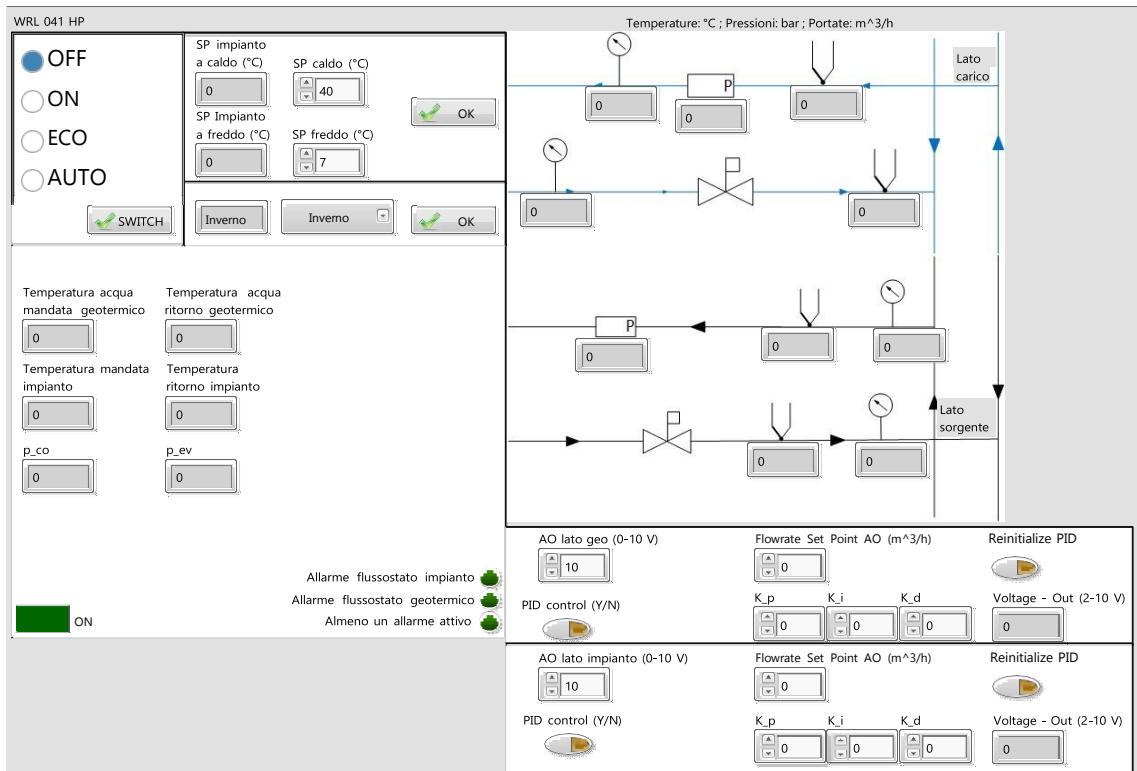 WRL 041 HP
Temperature: °C ; Pressioni: bar ; Portate: m^3/h
OFF
ON
ECO
AUTO
SWITCH
SP impianto
a caldo (°C)
0
SP caldo (°C)
40
OK
SP Impianto
a freddo (°C)
0
SP freddo (°C)
7
Inverno
Inverno
OK
Lato
carico
P
0
0
0
0
0
Temperatura acqua
mandata geotermico
0
Temperatura acqua
ritorno geotermico
0
Temperatura mandata
impianto
0
Temperatura
ritorno impianto
0
p_co
0
p_ev
0
P
0
0
0
Lato
sorgente
0
0
Allarme flussostato impianto
Allarme flussostato geotermico
Almeno un allarme attivo
ON
AO lato geo (0-10 V)
10
Flowrate Set Point AO (m^3/h)
0
Reinitialize PID
PID control (Y/N)
K_p
0
K_i
0
K_d
0
Voltage - Out (2-10 V)
0
AO lato impianto (0-10 V)
10
Flowrate Set Point AO (m^3/h)
0
Reinitialize PID
PID control (Y/N)
K_p
0
K_i
0
K_d
0
Voltage - Out (2-10 V)
0